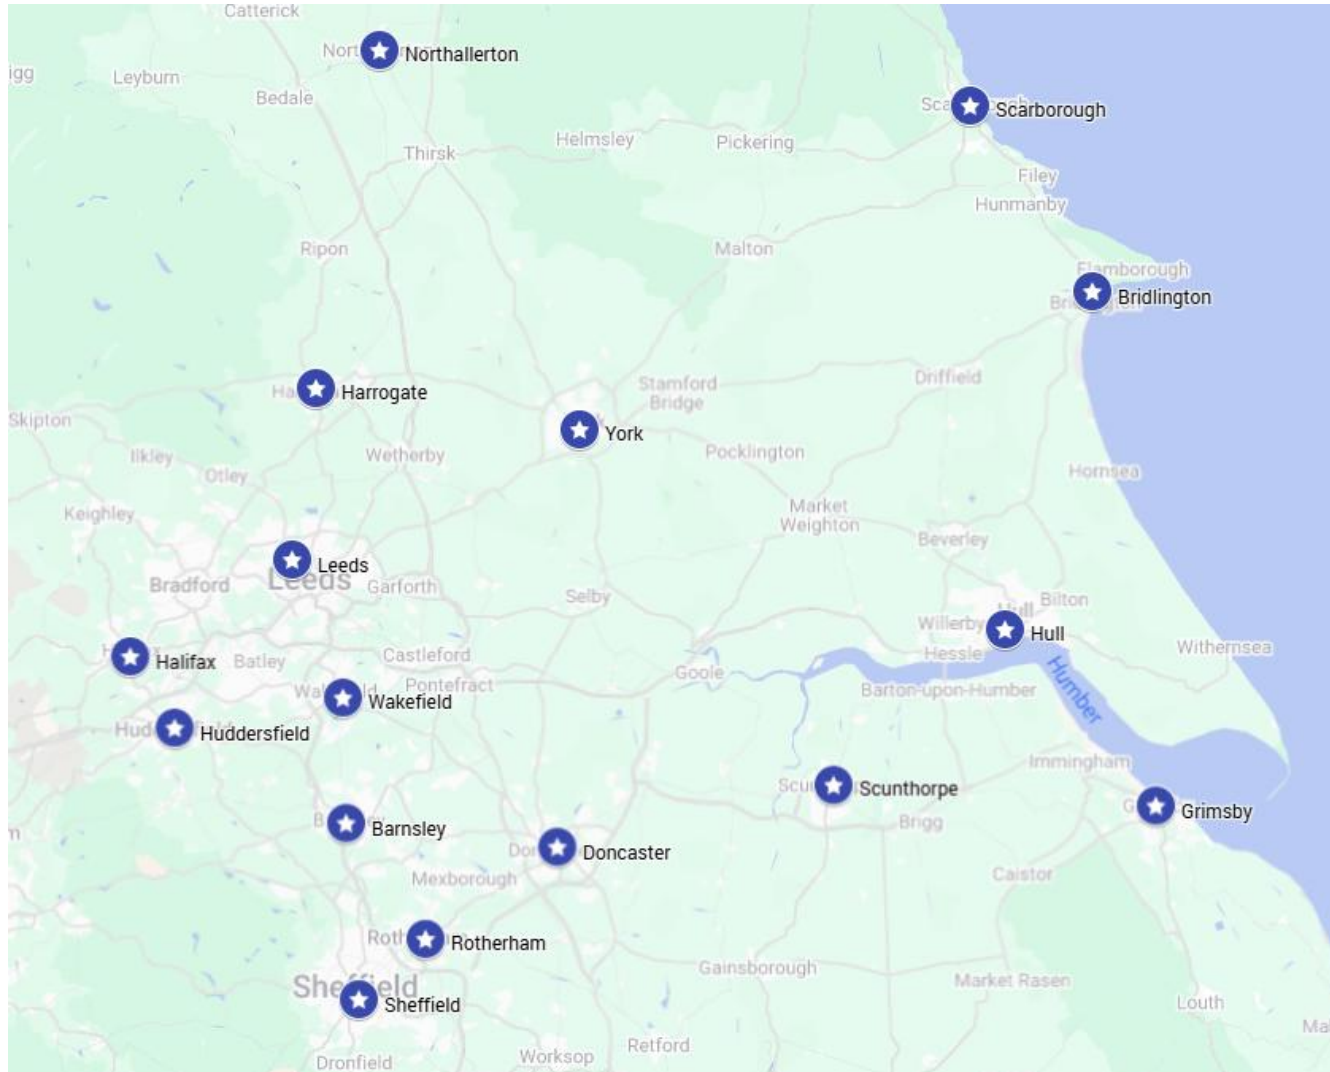 Catterick
Northallerton
igg
Leyburn
Bedale
Scarborough
Helmsley
Pickering
Thirsk
Filey
Hunmanby
Ripon
Malton
Flamborough
Bridlington
Harrogate
Stamford
Bridge
Driffield
Skipton
York
Ilkley
Wetherby
Pocklington
Otley
Hornsea
Keighley
Market
Weighton
Beverley
Leeds
Leeds
Bradford
Garforth
Selby
Bilton
Hull
Willerby
Hull
Withernsea
Hessle
Halifax
Batley
Castleford
Goole
Pontefract
Wakefield
Barton-upon-Humber
Humber
Huddersfield
Immingham
Scunthorpe
Grimsby
Brigg
Barnsley
Doncaster
Mexborough
Caistor
Rotherham
Gainsborough
Market Rasen
Sheffield
Sheffield
Louth
Ma
Retford
Worksop
Dronfield
m